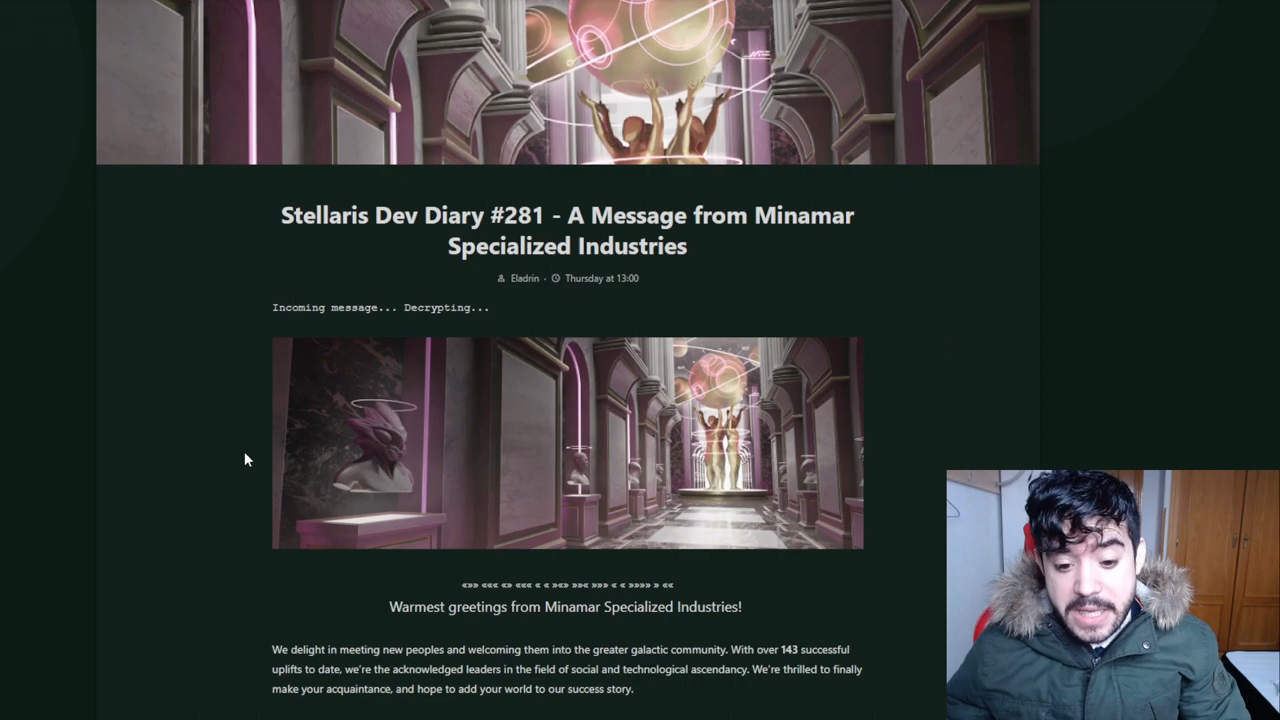 Stellaris Dev Diary #281 - A Message from Minamar
Specialized Industries
Eladrin · Thursday at 13:00
Incoming message... Decrypting...
«»» ««« «» ««« « « »«» »»« »»» « « »»»» » ««
Warmest greetings from Minamar Specialized Industries!
We delight in meeting new peoples and welcoming them into the greater galactic community. With over 143 successful
uplifts to date, we're the acknowledged leaders in the field of social and technological ascendancy. We're thrilled to finally
make your acquaintance, and hope to add your world to our success story.